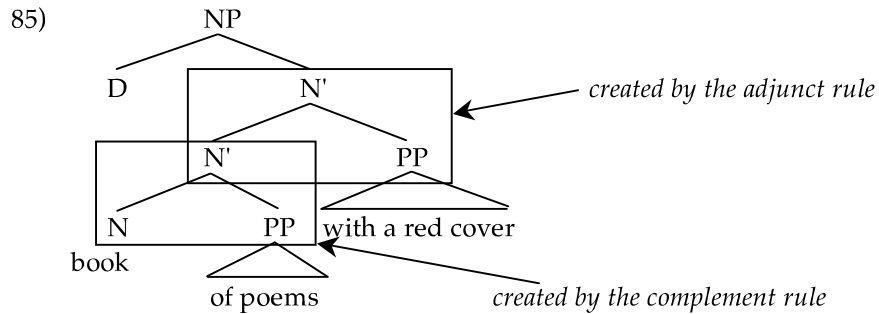 85) NP
D N' created by the adjunct rule
N' PP
N PP with a red cover
book
of poems created by the complement rule